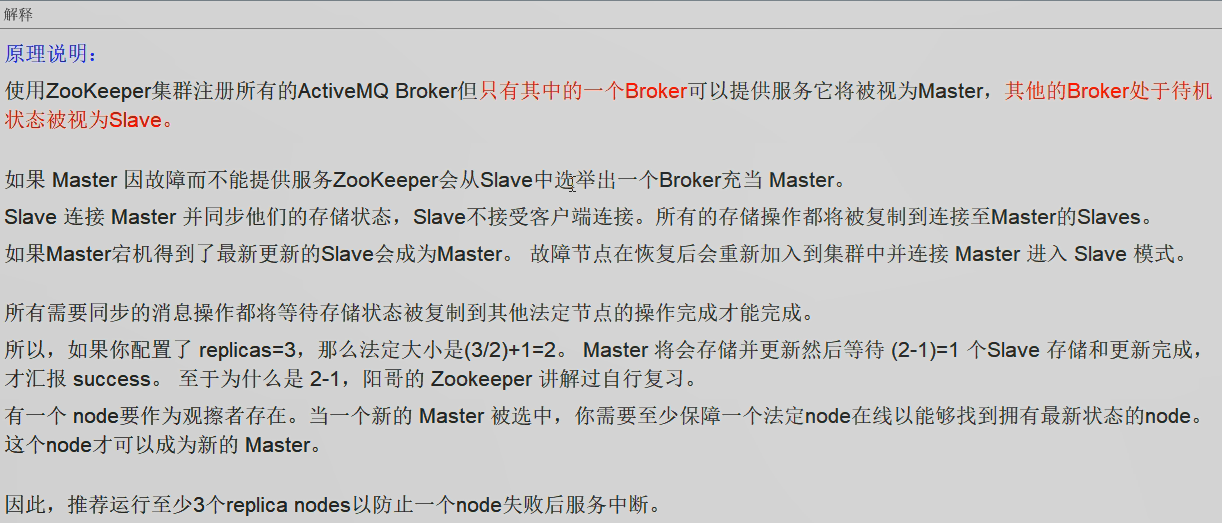 解释
原理说明：
使用ZooKeeper集群注册所有的ActiveMQ Broker但只有其中的一个Broker可以提供服务它将被视为Master，其他的Broker处于待机
状态被视为Slave。
如果 Master 因故障而不能提供服务ZooKeeper会从Slave中选举出一个Broker充当 Master。
Slave 连接 Master 并同步他们的存储状态，Slave不接受客户端连接。所有的存储操作都将被复制到连接至Master的Slaves。
如果Master宕机得到了最新更新的Slave会成为Master。 故障节点在恢复后会重新加入到集群中并连接 Master 进入 Slave 模式。
所有需要同步的消息操作都将等待存储状态被复制到其他法定节点的操作完成才能完成。
所以，如果你配置了 replicas=3，那么法定大小是(3/2)+1=2。 Master 将会存储并更新然后等待 (2-1)=1 个Slave 存储和更新完成，
才汇报 success。 至于为什么是 2-1，阳哥的 Zookeeper 讲解过自行复习。
有一个 node要作为观擦者存在。当一个新的 Master 被选中，你需要至少保障一个法定node在线以能够找到拥有最新状态的node。
这个node才可以成为新的 Master。
因此，推荐运行至少3个replica nodes以防止一个node失败后服务中断。